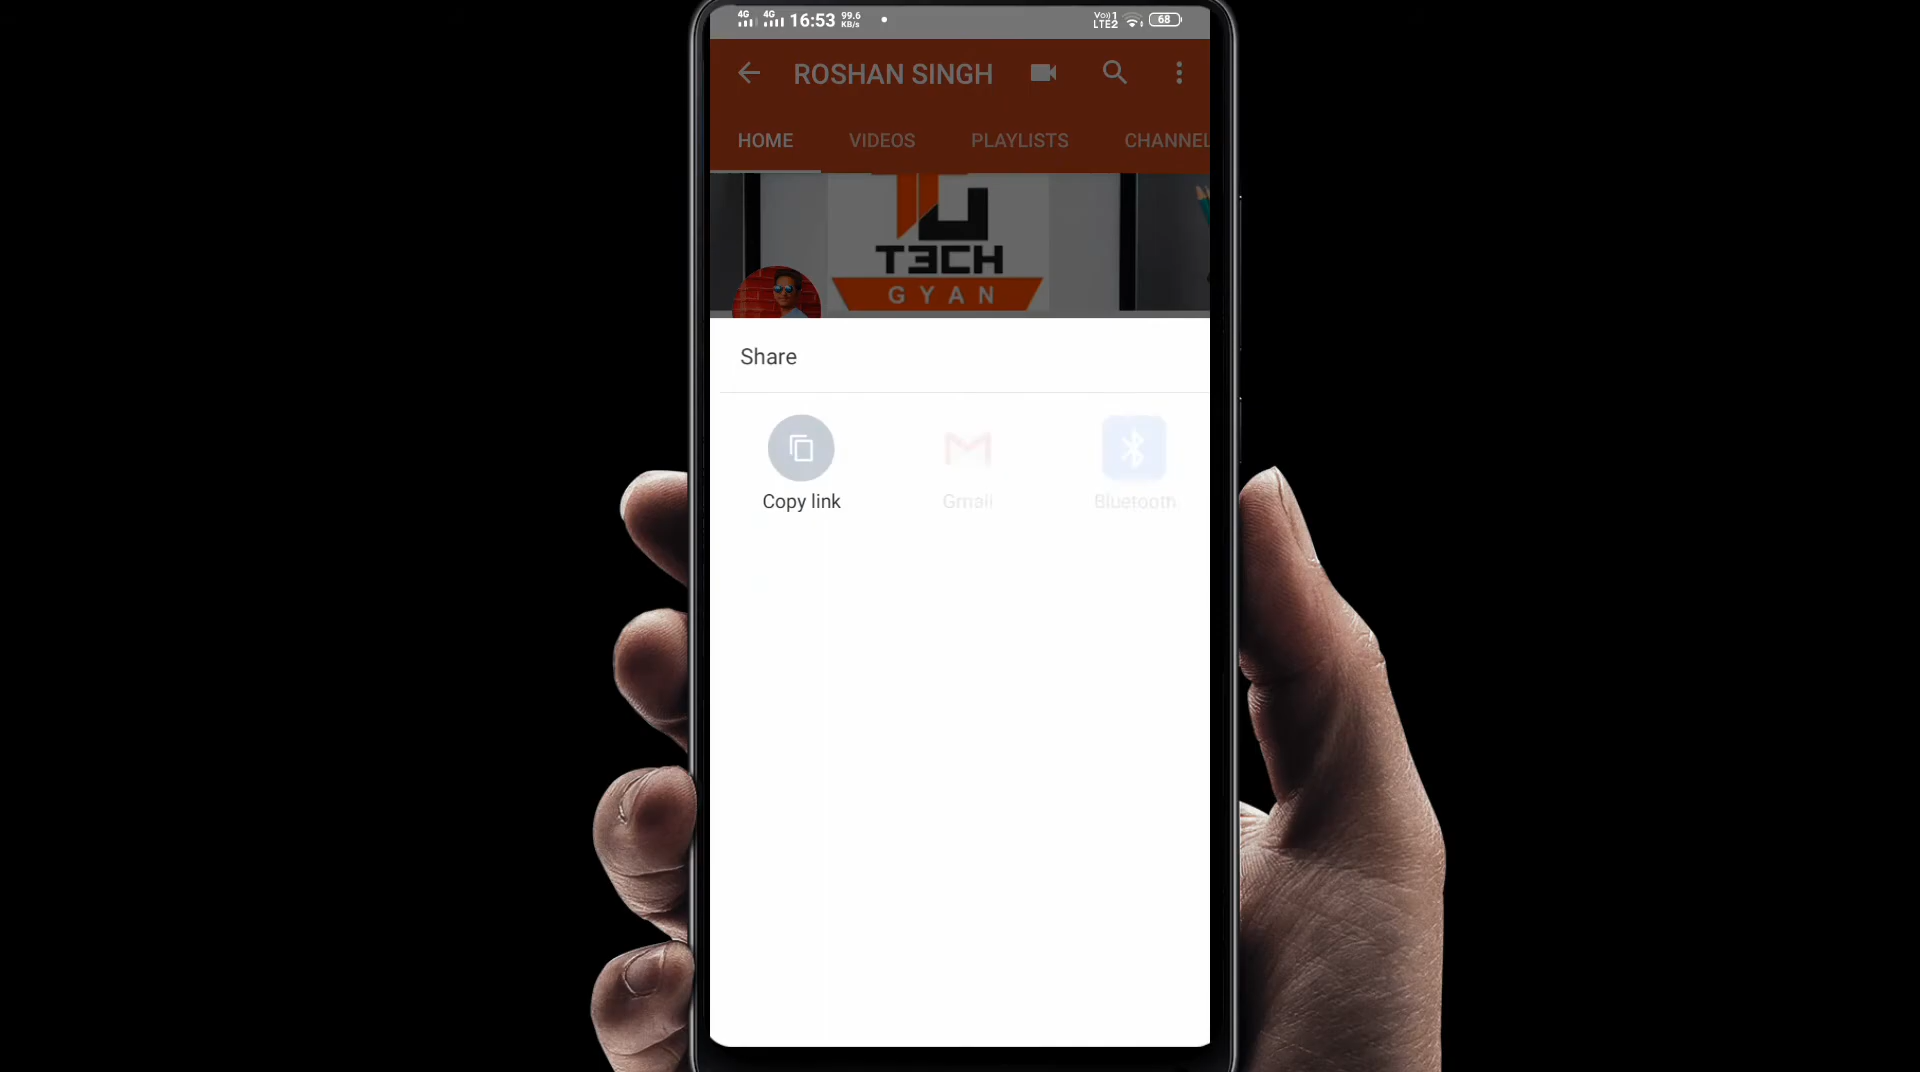 4G 4G 16:53 99.6 KB/s Vo)) 1 LTE2 68
ROSHAN SINGH
HOME VIDEOS PLAYLISTS CHANNEL
T3CH
GYAN
Share
Copy link Gmail Bluetooth